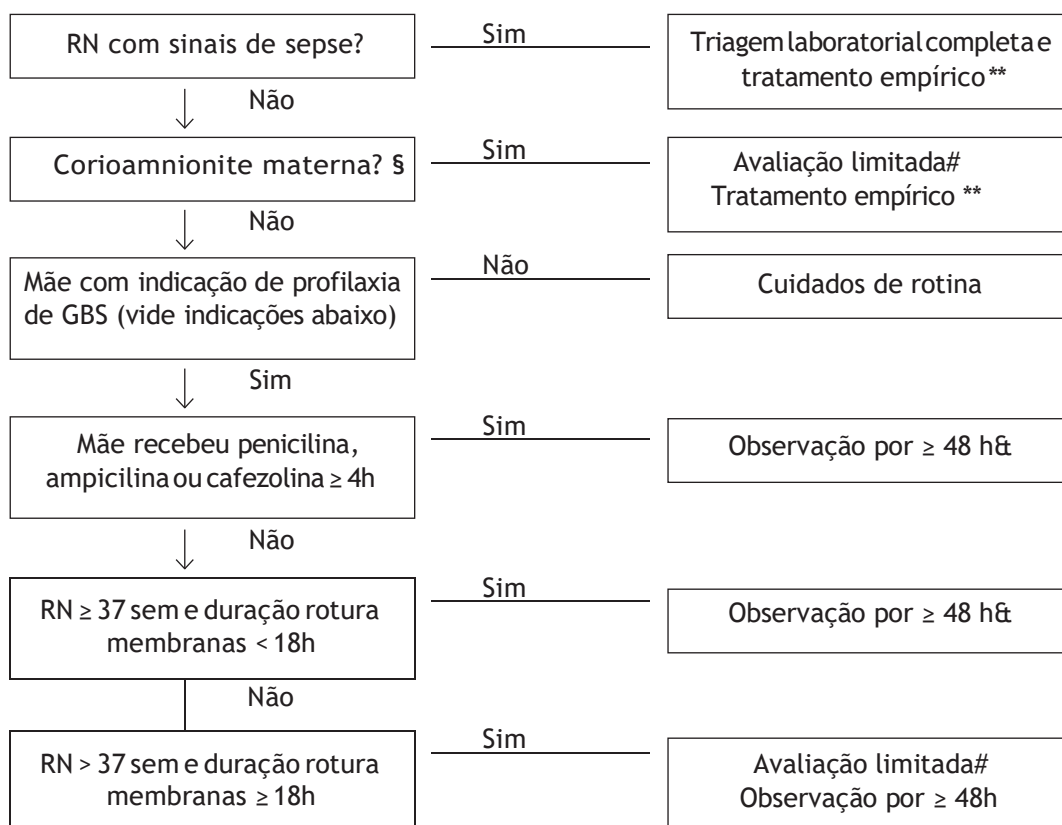 RN com sinais de sepse?
Sim
Triagem laboratorial completa e
tratamento empírico **
Não
Corioamnionite materna? §
Sim
Avaliação limitada#
Tratamento empírico **
Não
Mãe com indicação de profilaxia
de GBS (vide indicações abaixo)
Não
Cuidados de rotina
Sim
Mãe recebeu penicilina,
ampicilina ou cafezolina ≥ 4h
Sim
Observação por ≥ 48 h&
Não
RN ≥ 37 sem e duração rotura
membranas < 18h
Sim
Observação por ≥ 48 h&
Não
RN > 37 sem e duração rotura
membranas ≥ 18h
Sim
Avaliação limitada#
Observação por ≥ 48h